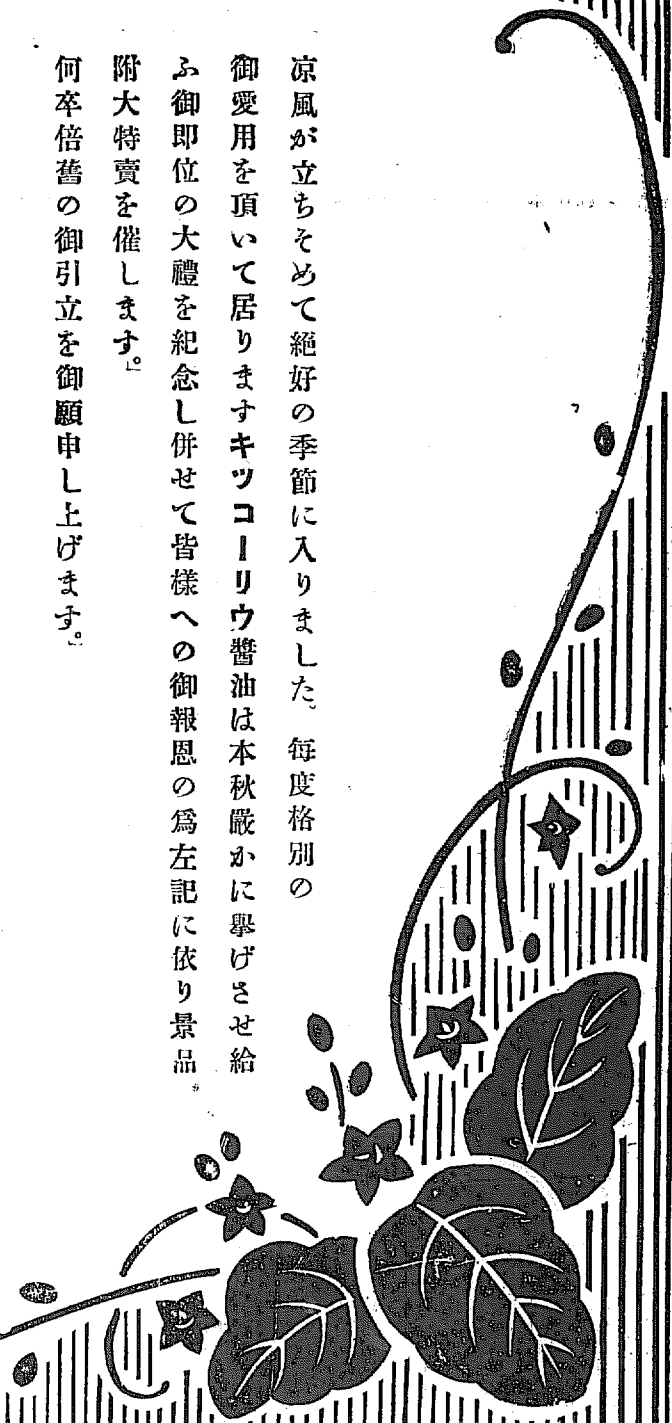 凉風が立ちそめて絕好の季節に入りました。每度格別の
御愛用を頂いて居りますキツコーリウ醬油は本秋嚴かに擧げさせ給
ふ御即位の大禮を紀念し併せて皆樣への御報恩の爲左記に依り景品
附大特賣を催します。
何卒倍舊の御引立を御願申し上げます。